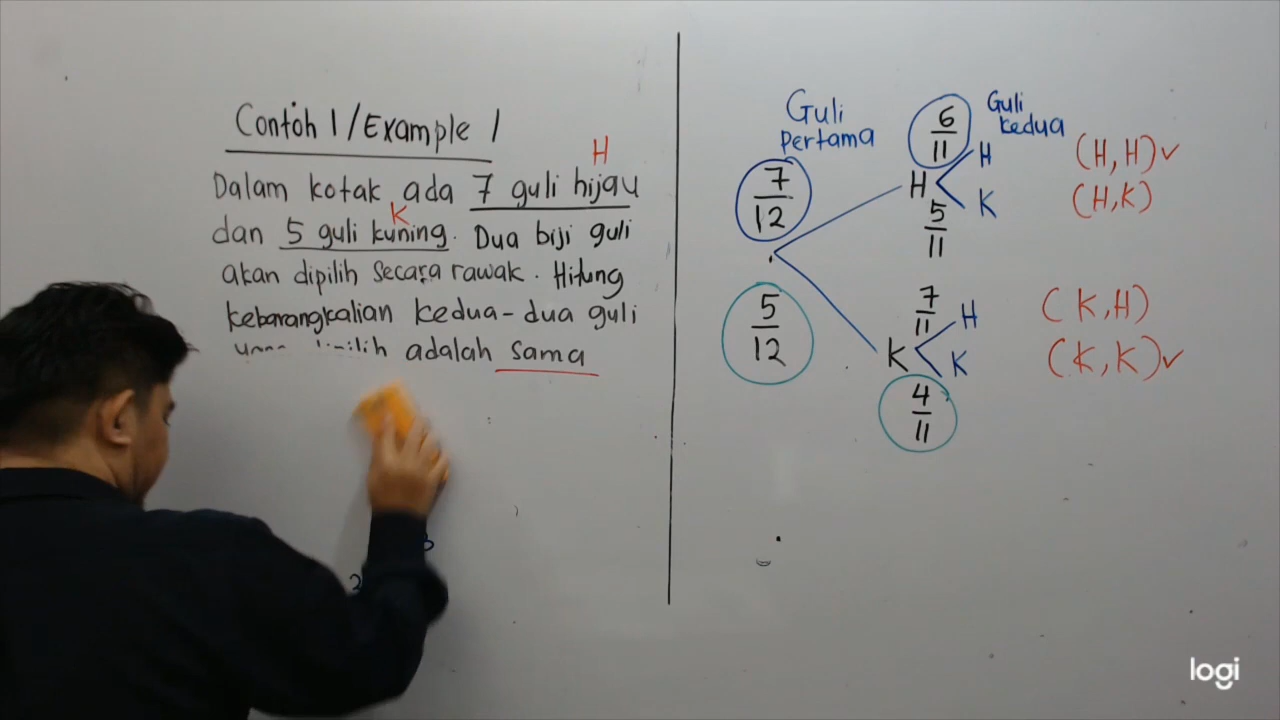 Contoh 1/Example 1
H
Dalam kotak ada 7 guli hijau
K
dan 5 guli kuning. Dua biji guli
akan dipilih secara rawak. Hitung
kebarangkalian kedua-dua guli
adalah sama
Guli
pertama
Guli
kedua
7/12
6/11
H
H
K
5/11
(H,H)✓
(H,K)
5/12
7/11
K
H
K
4/11
(K,H)
(K,K)✓
logi